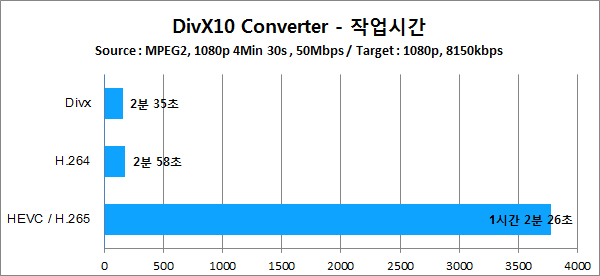 DivX10 Converter - 작업시간
Source : MPEG2, 1080p 4Min 30s , 50Mbps / Target : 1080p, 8150kbps
Divx 2분 35초
H.264 2분 58초
HEVC / H.265 1시간 2분 26초
0 500 1000 1500 2000 2500 3000 3500 4000